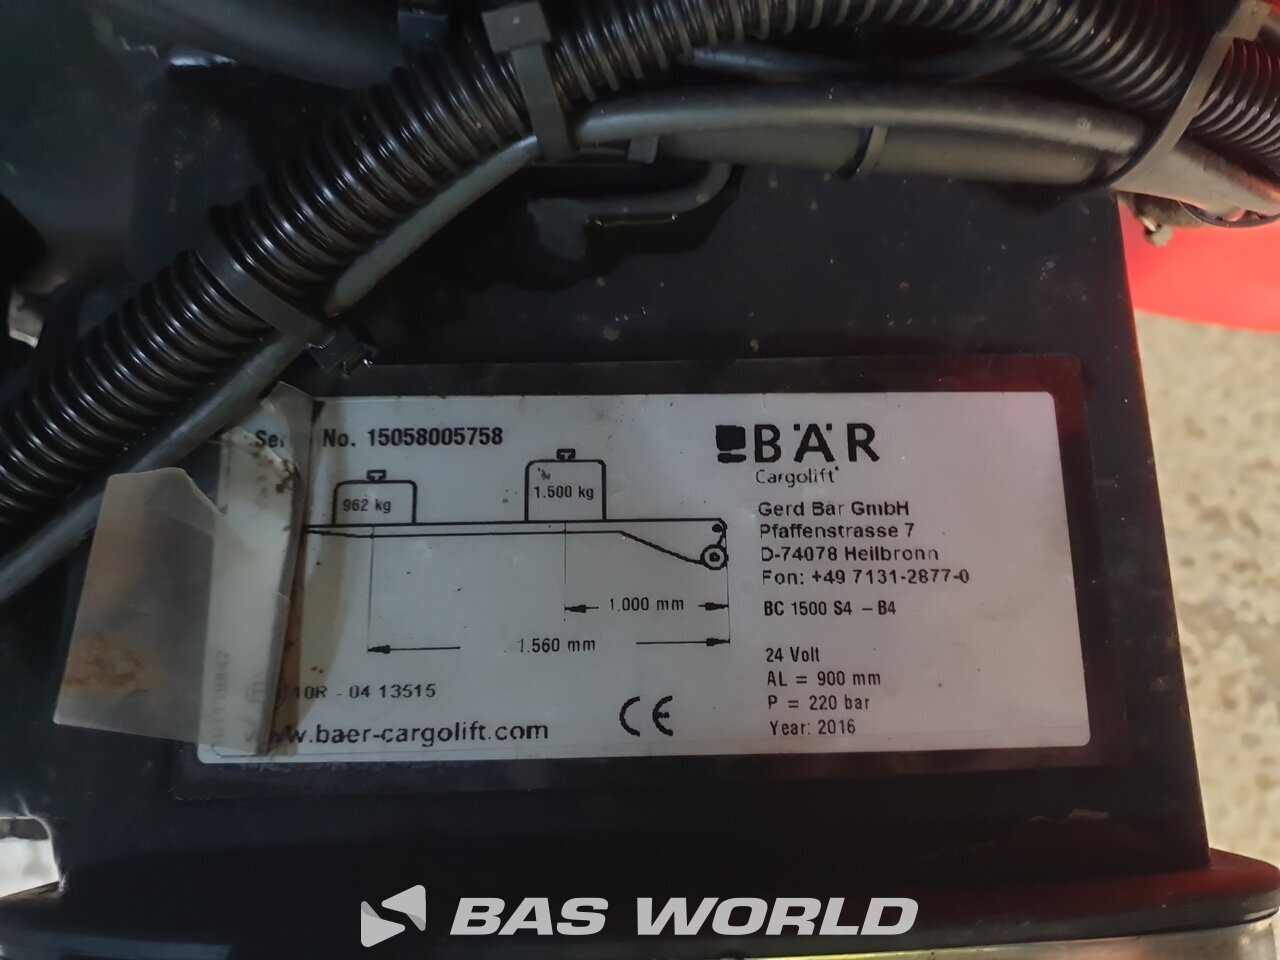 No. 15058005758
962 kg
1.500 kg
1.000 mm
1.560 mm
10R - 04 13515
.baer-cargolift.com
CE
BÄR
Cargolift
Gerd Bär GmbH
Pfaffenstrasse 7
D-74078 Heilbronn
Fon: +49 7131-2877-0
BC 1500 S4 - B4
24 Volt
AL = 900 mm
P = 220 bar
Year: 2016
BAS WORLD